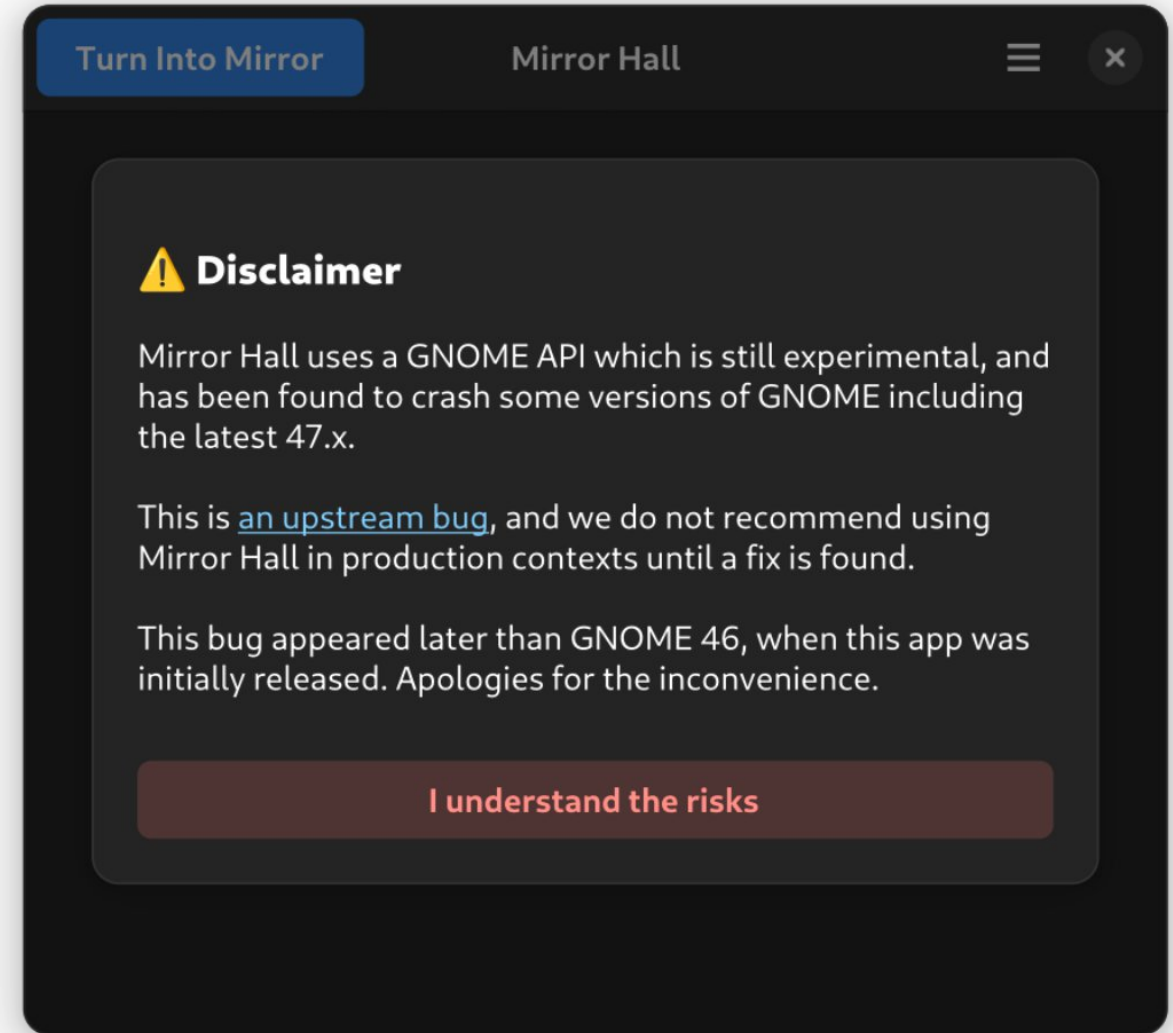 Turn Into Mirror
Mirror Hall
⚠️ Disclaimer
Mirror Hall uses a GNOME API which is still experimental, and
has been found to crash some versions of GNOME including
the latest 47.x.
This is an upstream bug, and we do not recommend using
Mirror Hall in production contexts until a fix is found.
This bug appeared later than GNOME 46, when this app was
initially released. Apologies for the inconvenience.
I understand the risks